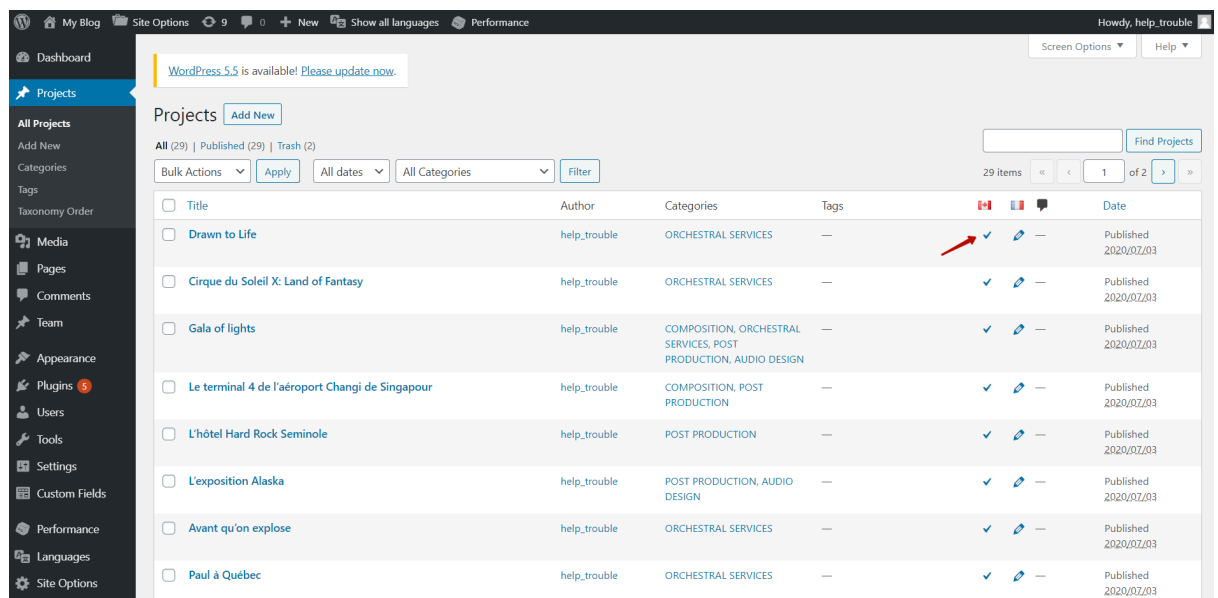 My Blog Site Options 9 0 New Show all languages Performance Howdy, help_trouble
Screen Options Help
WordPress 5.5 is available! Please update now.
Dashboard
Projects
All Projects
Add New
Categories
Tags
Taxonomy Order
Media
Pages
Comments
Team
Appearance
Plugins 5
Users
Tools
Settings
Custom Fields
Performance
Languages
Site Options
Projects Add New
All (29) | Published (29) | Trash (2)
Find Projects
Bulk Actions Apply All dates All Categories Filter 29 items « ‹ 1 of 2 › »
Title Author Categories Tags Date
Drawn to Life help_trouble ORCHESTRAL SERVICES — — Published
2020/07/03
Cirque du Soleil X: Land of Fantasy help_trouble ORCHESTRAL SERVICES — — Published
2020/07/03
Gala of lights help_trouble COMPOSITION, ORCHESTRAL — — Published
SERVICES, POST 2020/07/03
PRODUCTION, AUDIO DESIGN
Le terminal 4 de l'aéroport Changi de Singapour help_trouble COMPOSITION, POST — — Published
PRODUCTION 2020/07/03
L'hôtel Hard Rock Seminole help_trouble POST PRODUCTION — — Published
2020/07/03
L'exposition Alaska help_trouble POST PRODUCTION, AUDIO — — Published
DESIGN 2020/07/03
Avant qu'on explose help_trouble ORCHESTRAL SERVICES — — Published
2020/07/03
Paul à Québec help_trouble ORCHESTRAL SERVICES — — Published
2020/07/03